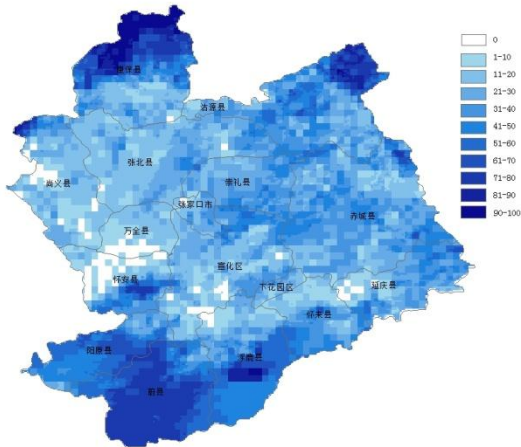 0
1-10
11-20
21-30
31-40
41-50
51-60
61-70
71-80
81-90
90-100
康保县
沽源县
张北县
尚义县
崇礼县
张家口市
赤城县
万全县
宣化区
怀安县
下花园区
延庆县
怀来县
阳原县
涿鹿县
蔚县